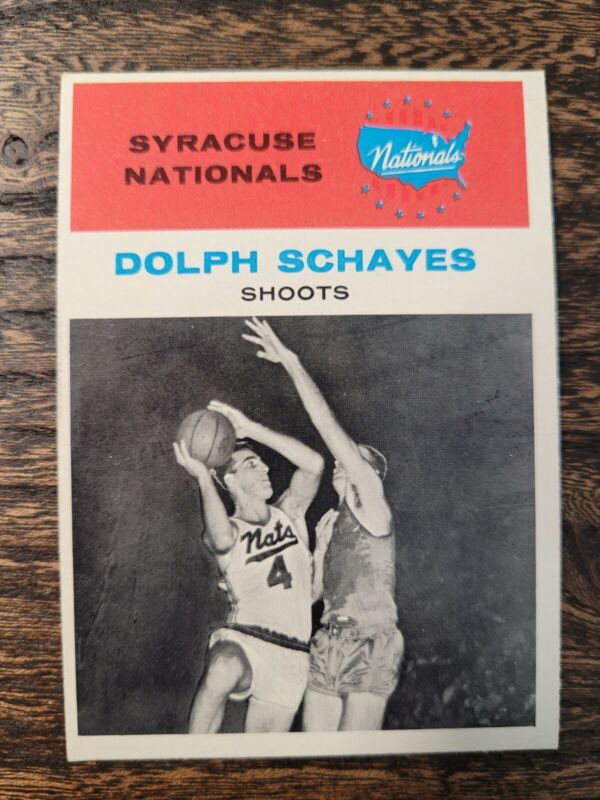 SYRACUSE
NATIONALS
Nationals
DOLPH SCHAYES
SHOOTS
Nats
4